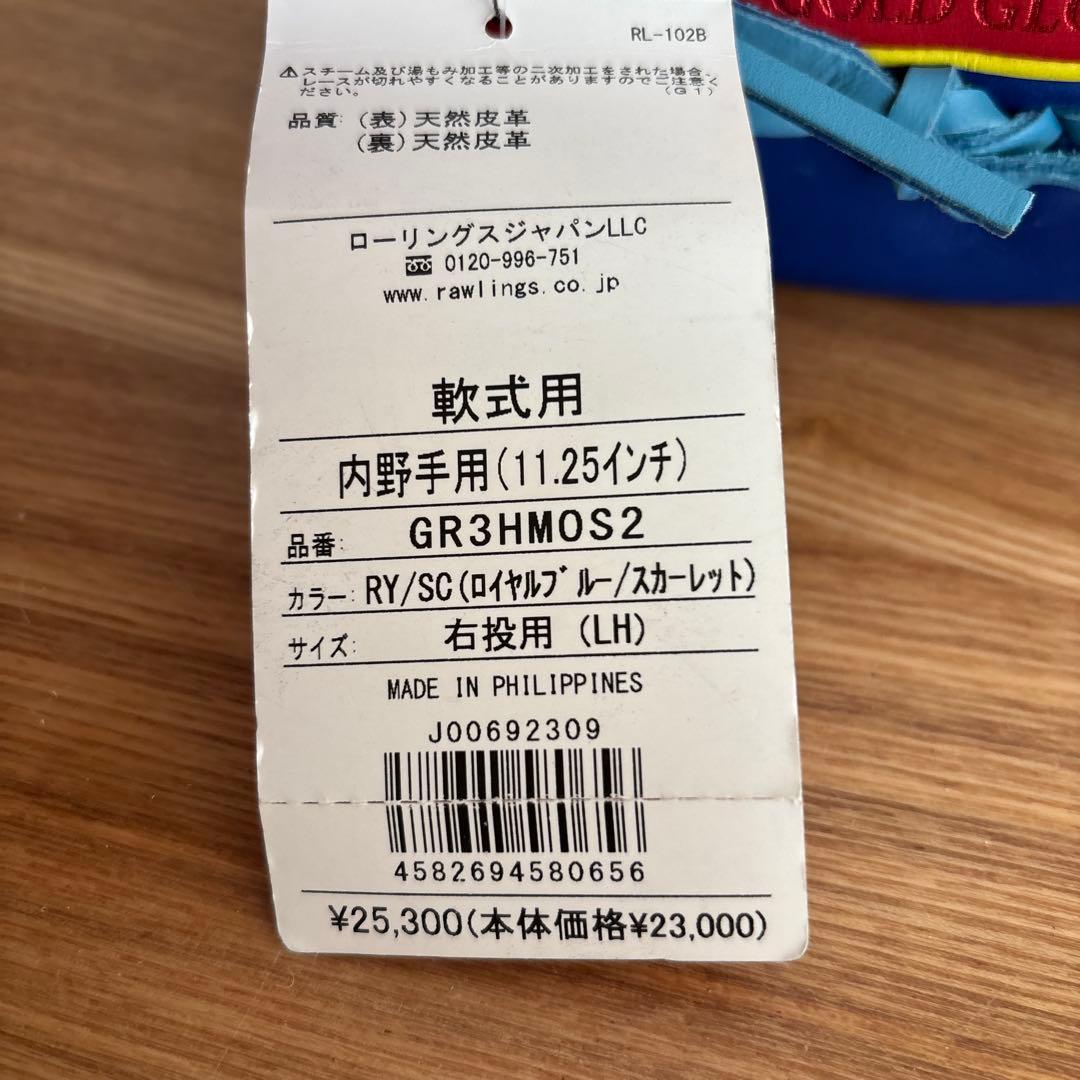 GOLD GLO
RL-102B
⚠スチーム及び湯もみ加工等の二次加工をされた場合、
レースが切れやすくなることがありますのでご注意く
ださい。 (G1)
品質:(表)天然皮革
(裏)天然皮革
ローリングスジャパンLLC
0120-996-751
www.rawlings.co.jp
軟式用
内野手用(11.25インチ)
品番: GR3HMOS2
カラー: RY/SC(ロイヤルブルー/スカーレット)
サイズ: 右投用 (LH)
MADE IN PHILIPPINES
J00692309
4582694580656
¥25,300(本体価格¥23,000)